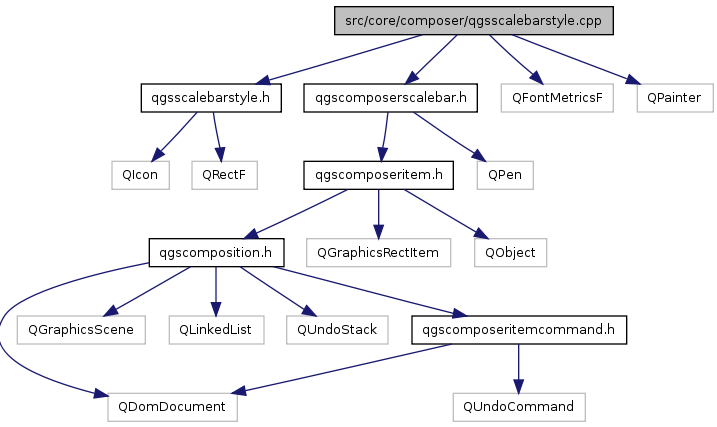 src/core/composer/qgsscalebarstyle.cpp
qgsscalebarstyle.h
qgscomposerscalebar.h
QFontMetricsF
QPainter
QIcon
QRectF
qgscomposeritem.h
QPen
qgscomposition.h
QGraphicsRectItem
QObject
QGraphicsScene
QLinkedList
QUndoStack
qgscomposeritemcommand.h
QDomDocument
QUndoCommand